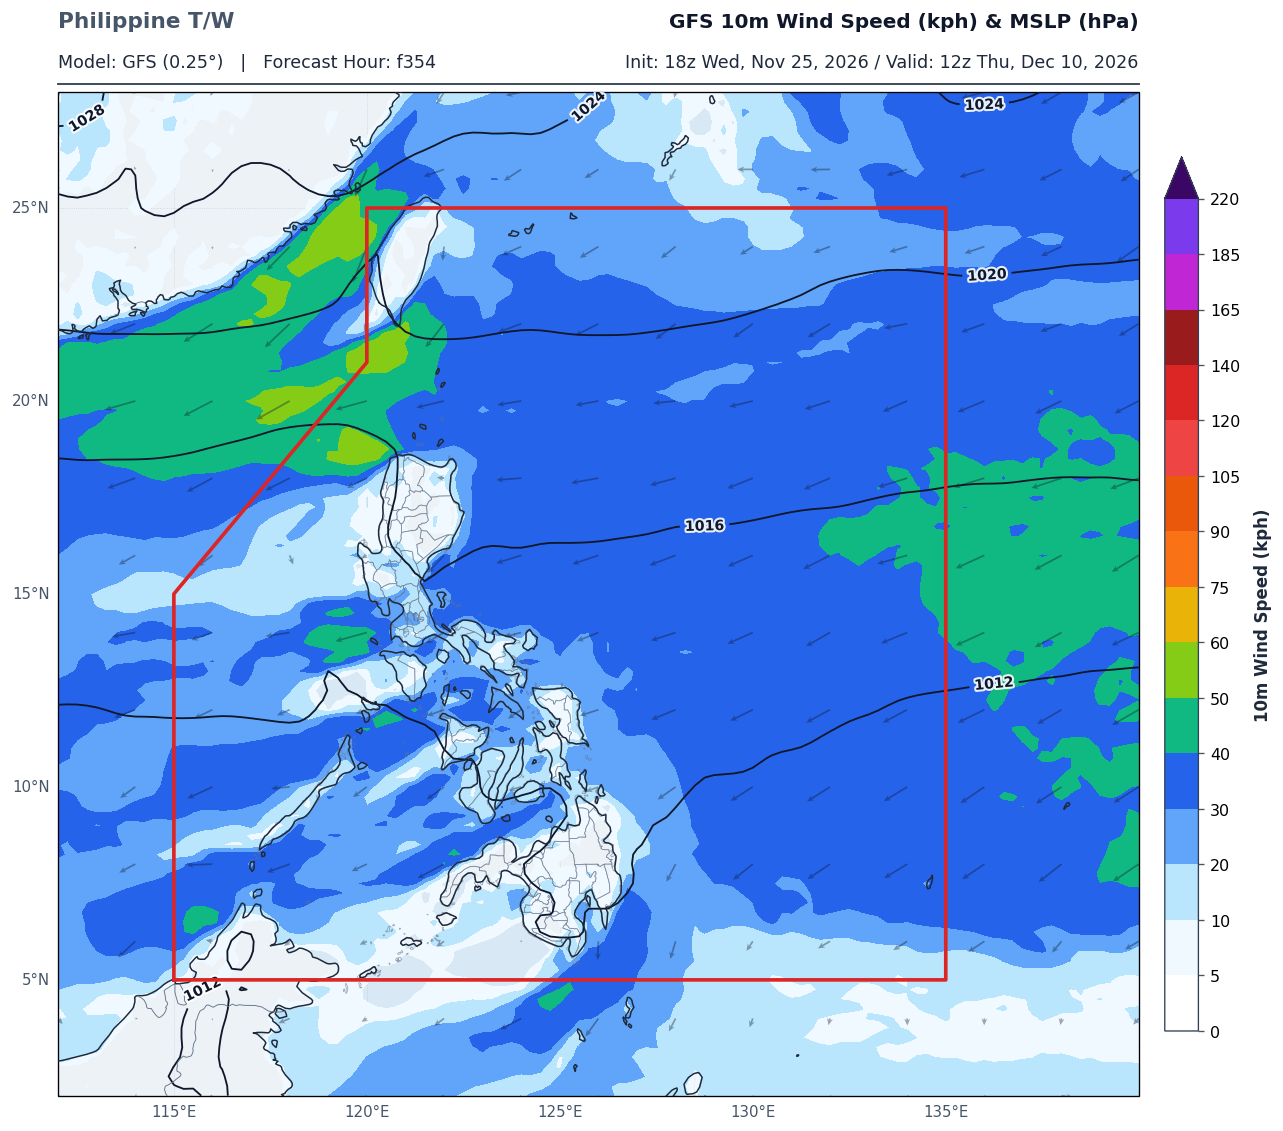 Philippine T/W
GFS 10m Wind Speed (kph) & MSLP (hPa)
Model: GFS (0.25°)   |   Forecast Hour: f354
Init: 18z Wed, Nov 25, 2026 / Valid: 12z Thu, Dec 10, 2026
1028
1024
1024
1020
1016
1012
1012
25°N
20°N
15°N
10°N
5°N
115°E
120°E
125°E
130°E
135°E
220
185
165
140
120
105
90
75
60
50
40
30
20
10
5
0
10m Wind Speed (kph)